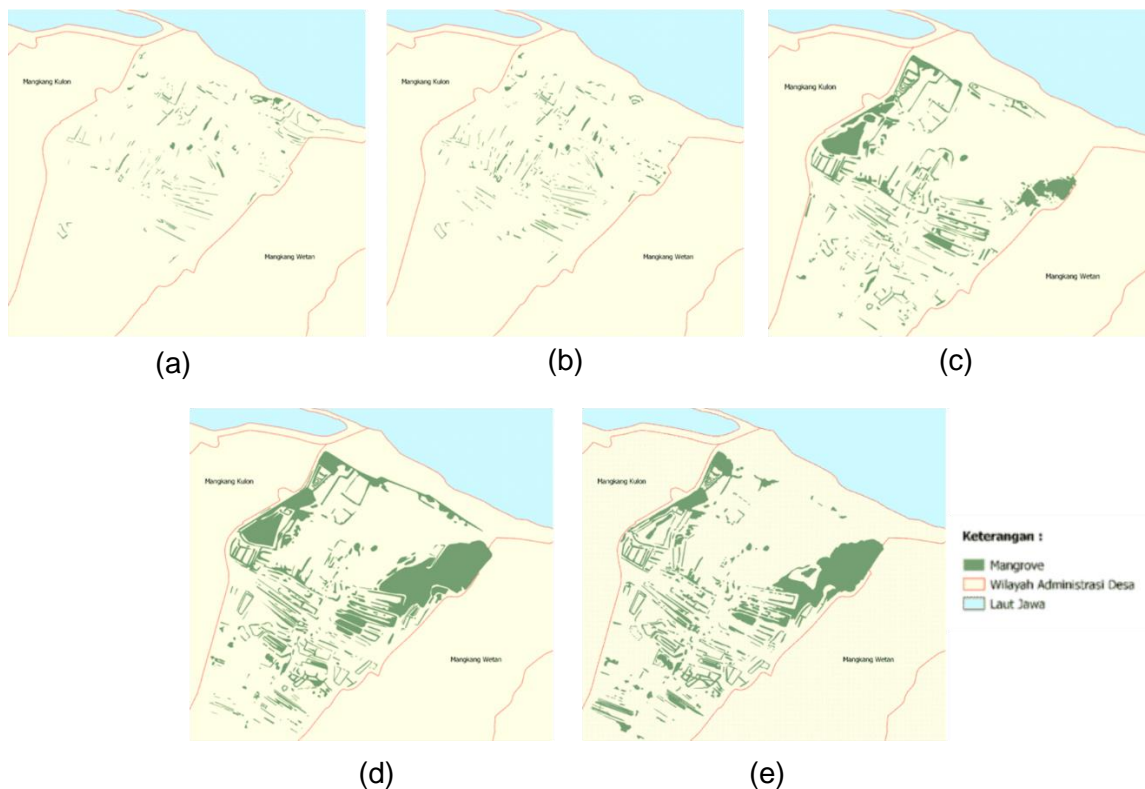 Mangkang Kulon
Mangkang Wetan
(a)
Mangkang Kulon
Mangkang Wetan
(b)
Mangkang Kulon
Mangkang Wetan
(c)
Mangkang Kulon
Mangkang Wetan
(d)
Mangkang Kulon
Mangkang Wetan
(e)
Keterangan :
Mangrove
Wilayah Administrasi Desa
Laut Jawa